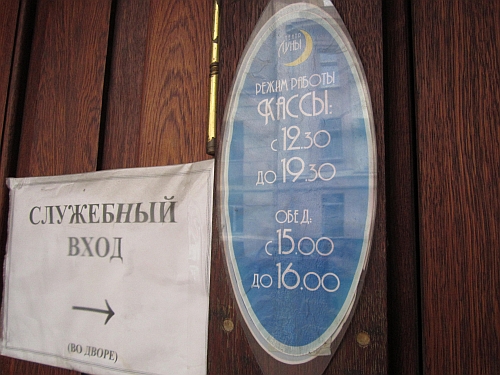 ТЕАТР
ЛУНЫ
РЕЖИМ РАБОТЫ
КАССЫ:
С 12.30
ДО 19.30
ОБЕД:
С 15.00
ДО 16.00
СЛУЖЕБНЫЙ
ВХОД
→
(ВО ДВОРЕ)